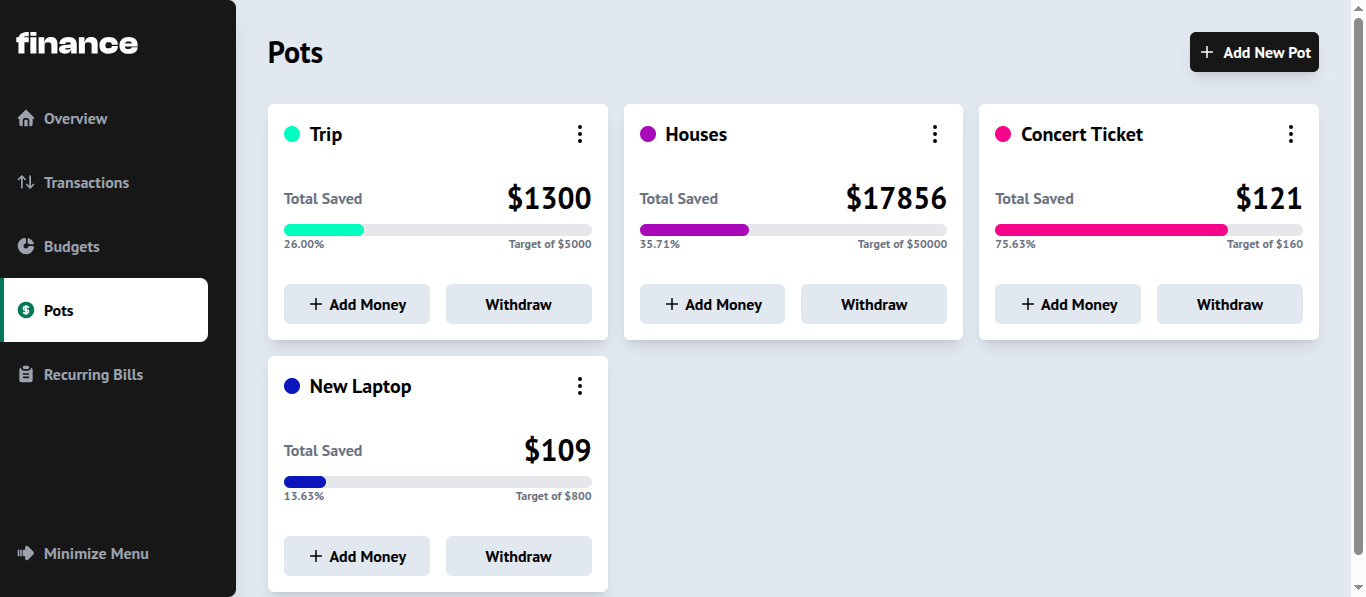 finance
Overview
Transactions
Budgets
Pots
Recurring Bills
Minimize Menu
Pots
Add New Pot
Trip
Total Saved $1300
26.00% Target of $5000
+ Add Money Withdraw
Houses
Total Saved $17856
35.71% Target of $50000
+ Add Money Withdraw
Concert Ticket
Total Saved $121
75.63% Target of $160
+ Add Money Withdraw
New Laptop
Total Saved $109
13.63% Target of $800
+ Add Money Withdraw